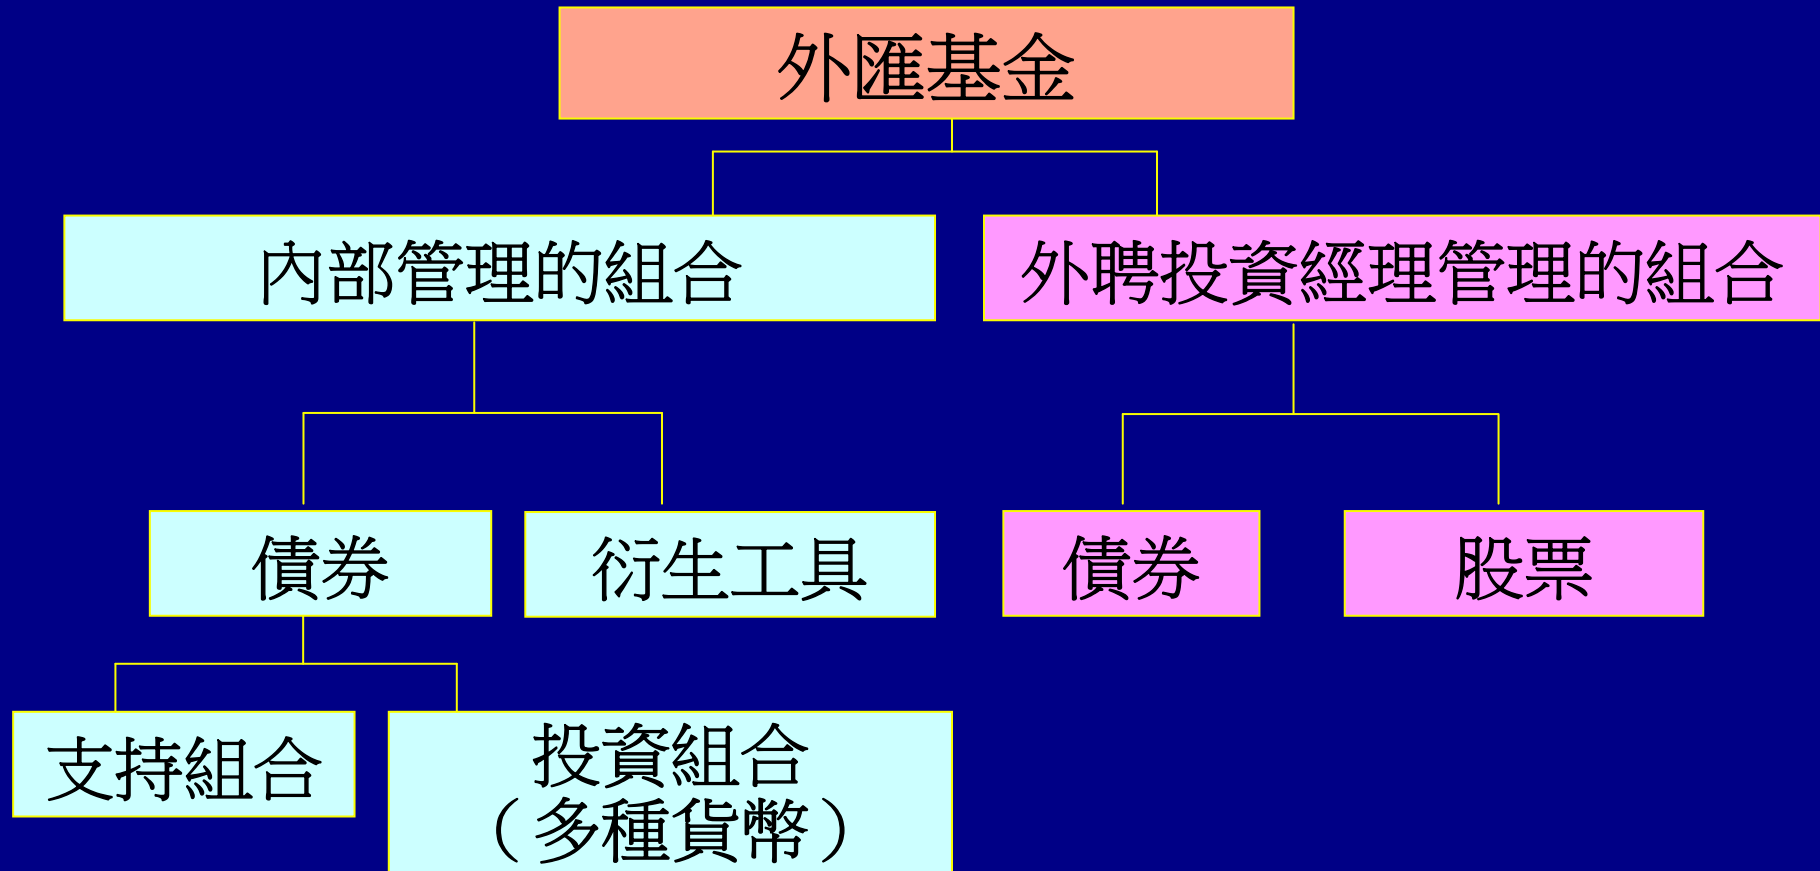 外匯基金
內部管理的組合
外聘投資經理管理的組合
債券
衍生工具
債券
股票
支持組合
投資組合
（多種貨幣）